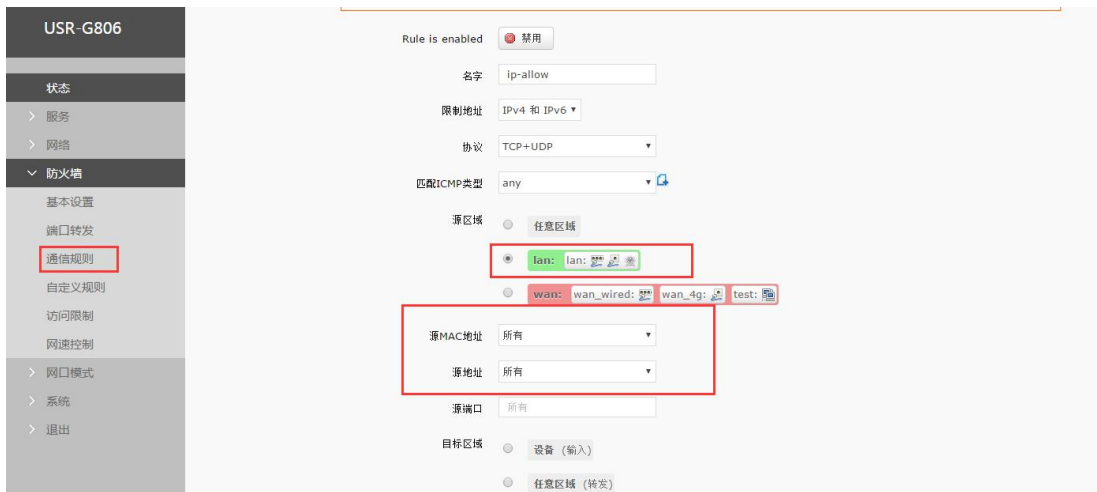 USR-G806
状态
服务
网络
防火墙
基本设置
端口转发
通信规则
自定义规则
访问限制
网速控制
网口模式
系统
退出
Rule is enabled 禁用
名字 ip-allow
限制地址 IPv4 和 IPv6
协议 TCP+UDP
匹配ICMP类型 any
源区域 任意区域
lan: lan:
wan: wan_wired: wan_4g: test:
源MAC地址 所有
源地址 所有
源端口 所有
目标区域 设备 (输入)
任意区域 (转发)